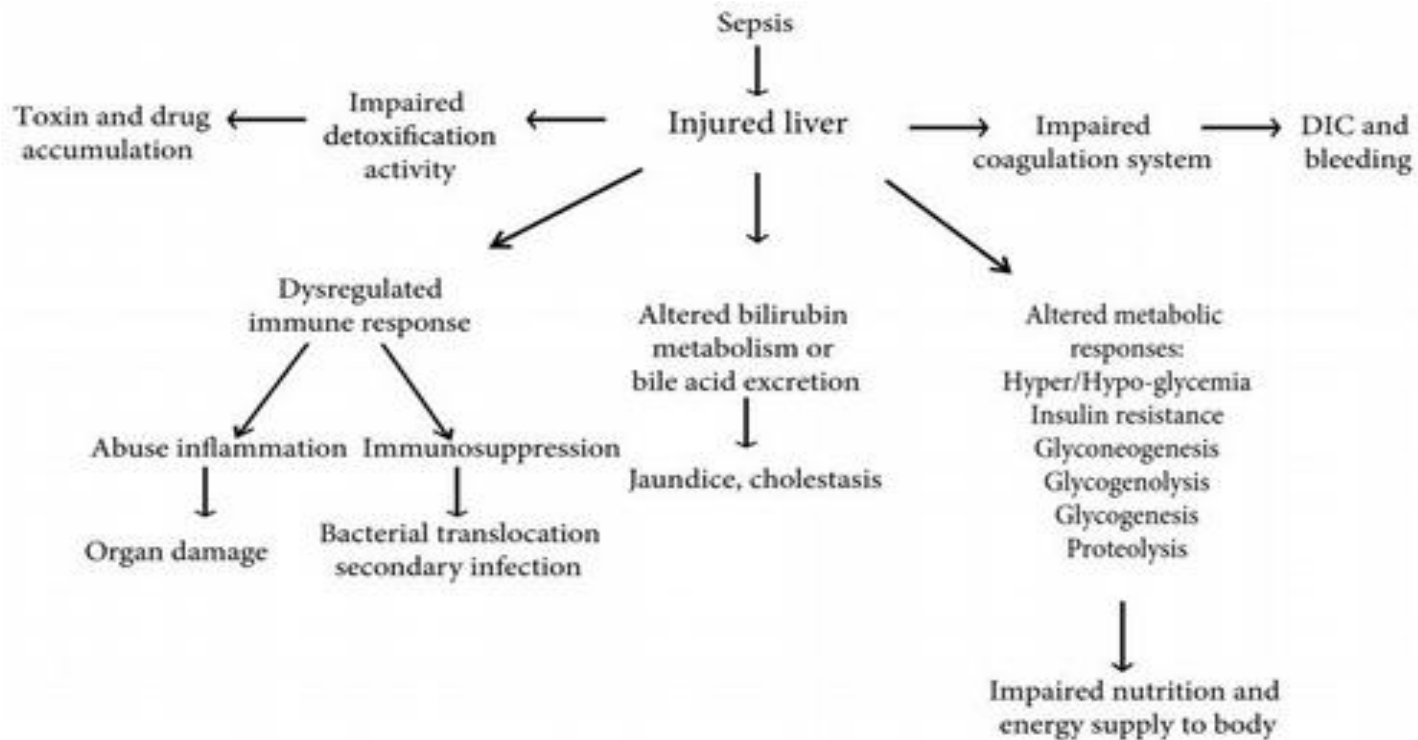 Sepsis
Toxin and drug
accumulation
Impaired
detoxification
activity
Injured liver
Impaired
coagulation system
DIC and
bleeding
Dysregulated
immune response
Altered bilirubin
metabolism or
bile acid excretion
Altered metabolic
responses:
Hyper/Hypo-glycemia
Insulin resistance
Glyconeogenesis
Glycogenolysis
Glycogenesis
Proteolysis
Abuse inflammation
Immunosuppression
Jaundice, cholestasis
Organ damage
Bacterial translocation
secondary infection
Impaired nutrition and
energy supply to body